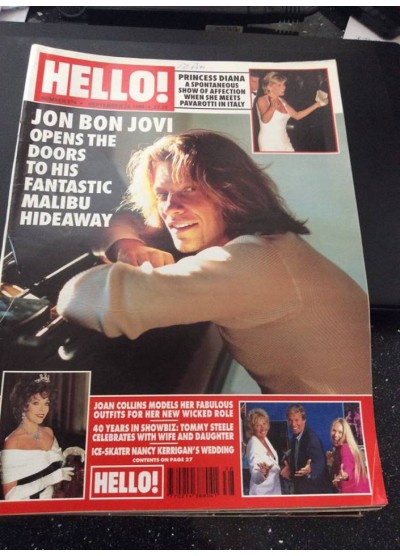 HELLO!
PRINCESS DIANA
A SPONTANEOUS
SHOW OF AFFECTION
WHEN SHE MEETS
PAVAROTTI IN ITALY
JON BON JOVI
OPENS THE
DOORS
TO HIS
FANTASTIC
MALIBU
HIDEAWAY
JOAN COLLINS MODELS HER FABULOUS
OUTFITS FOR HER NEW WICKED ROLE
40 YEARS IN SHOWBIZ: TOMMY STEELE
CELEBRATES WITH WIFE AND DAUGHTER
ICE-SKATER NANCY KERRIGAN'S WEDDING
CONTENTS ON PAGE 27
HELLO!
38